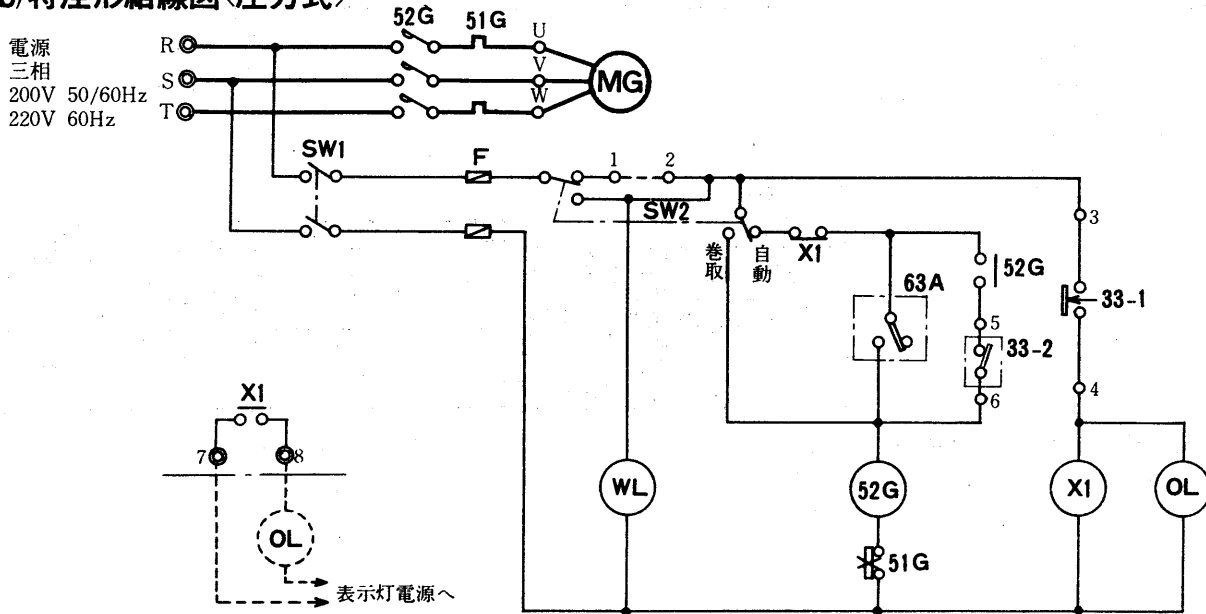 特注形結線図〈圧力式〉
52G
51G
電源
三相
200V 50/60Hz
220V 60Hz
R
S
T
U
V
W
MG
SW1
F
1
2
SW2
3
巻取
自動
X1
52G
63A
33-1
5
33-2
6
4
X1
7
8
OL
表示灯電源へ
WL
52G
51G
X1
OL